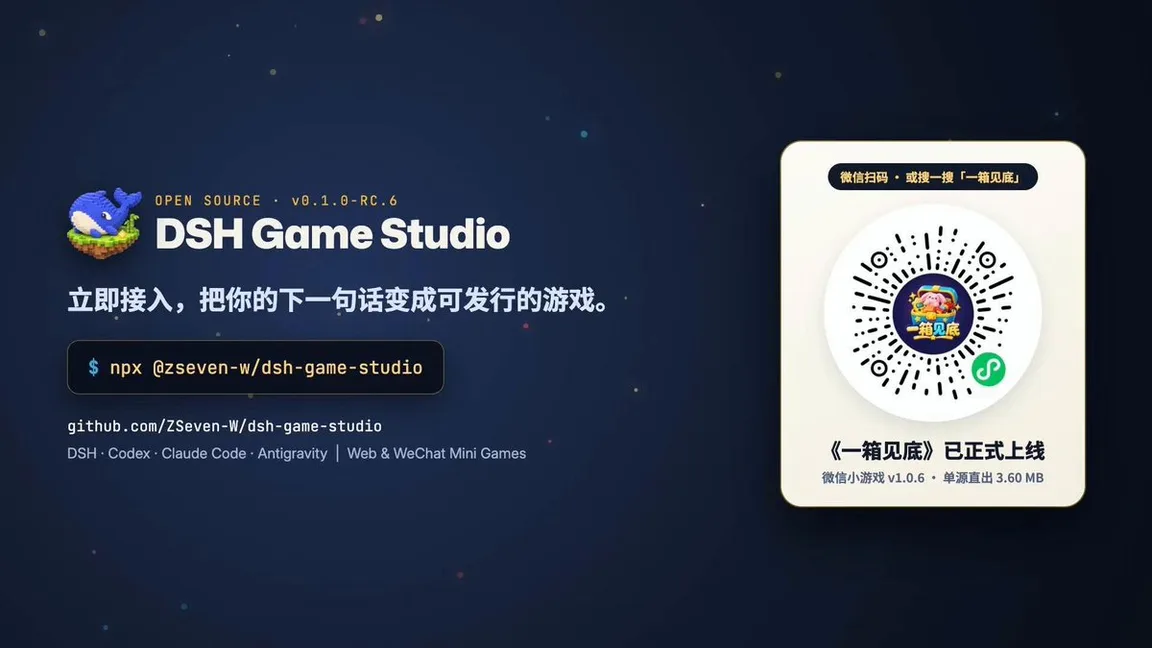 OPEN SOURCE · v0.1.0-RC.6
DSH Game Studio
立即接入，把你的下一句话变成可发行的游戏。
$ npx @zseven-w/dsh-game-studio
github.com/ZSeven-W/dsh-game-studio
DSH · Codex · Claude Code · Antigravity | Web & WeChat Mini Games
微信扫码 · 或搜一搜「一箱见底」
一箱见底
《一箱见底》已正式上线
微信小游戏 v1.0.6 · 单源直出 3.60 MB